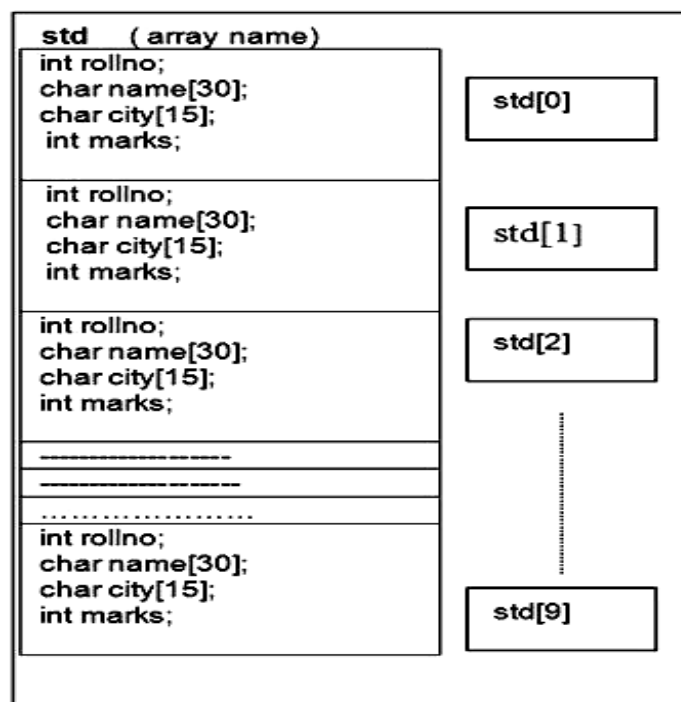 std ( array name)
int rollno;
char name[30];
char city[15];
int marks;
std[0]
int rollno;
char name[30];
char city[15];
int marks;
std[1]
int rollno;
char name[30];
char city[15];
int marks;
std[2]
-------------------
--------------------
.....................
int rollno;
char name[30];
char city[15];
int marks;
std[9]